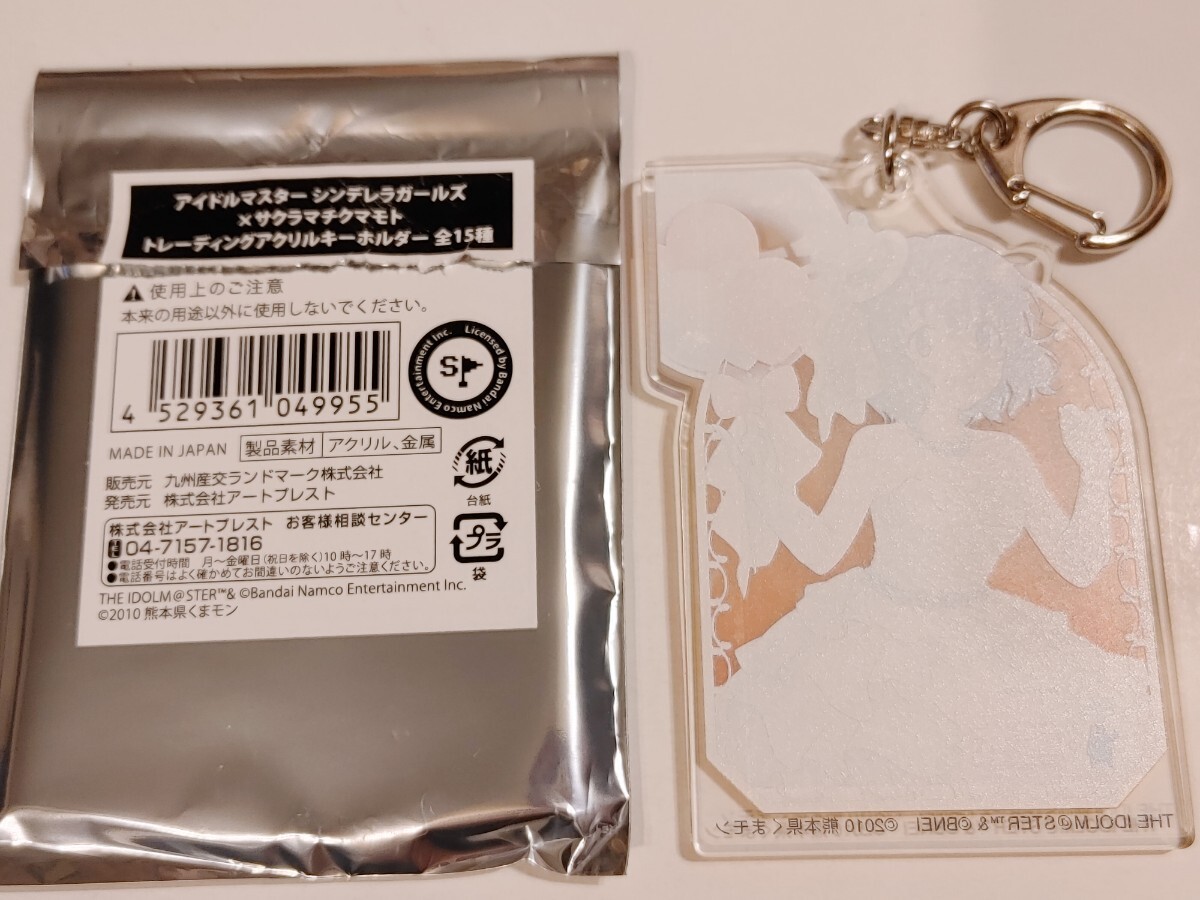 アイドルマスター シンデレラガールズ
×サクラマチクマモト
トレーディングアクリルキーホルダー 全15種
使用上のご注意
本来の用途以外に使用しないでください。
4 529361 049955
Licensed by Bandai Namco Entertainment Inc.
MADE IN JAPAN 製品素材 アクリル、金属
販売元 九州産交ランドマーク株式会社
発売元 株式会社アートプレスト
紙
台紙
プラ
袋
株式会社アートプレスト お客様相談センター
TEL 04-7157-1816
●電話受付時間 月～金曜日(祝日を除く)10時～17時
●電話番号はよく確かめてお間違いのないようご注意ください。
THE IDOLM@STER™& ©Bandai Namco Entertainment Inc.
©2010 熊本県くまモン
THE IDOLM@STER™& ©BNEI ©2010 熊本県くまモン